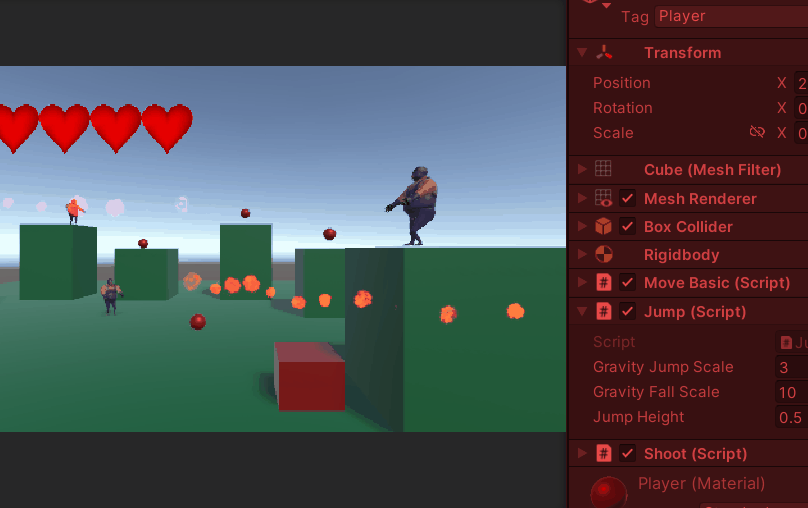 Tag Player
Transform
Position X 2
Rotation X 0
Scale X 0
Cube (Mesh Filter)
Mesh Renderer
Box Collider
Rigidbody
# Move Basic (Script)
# Jump (Script)
Script # Ju
Gravity Jump Scale 3
Gravity Fall Scale 10
Jump Height 0.5
# Shoot (Script)
Player (Material)